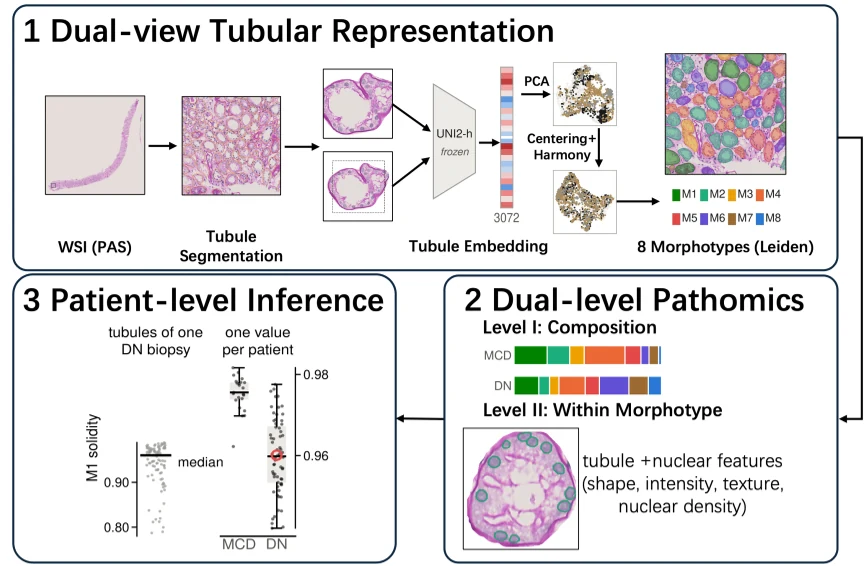 1 Dual-view Tubular Representation
WSI (PAS)
Tubule
Segmentation
UNI2-h
frozen
3072
Tubule Embedding
PCA
Centering+
Harmony
M1 M2 M3 M4
M5 M6 M7 M8
8 Morphotypes (Leiden)
3 Patient-level Inference
tubules of one
DN biopsy
one value
per patient
M1 solidity
0.90
0.80
median
0.98
0.96
MCD DN
2 Dual-level Pathomics
Level I: Composition
MCD
DN
Level II: Within Morphotype
tubule +nuclear features
(shape, intensity, texture,
nuclear density)